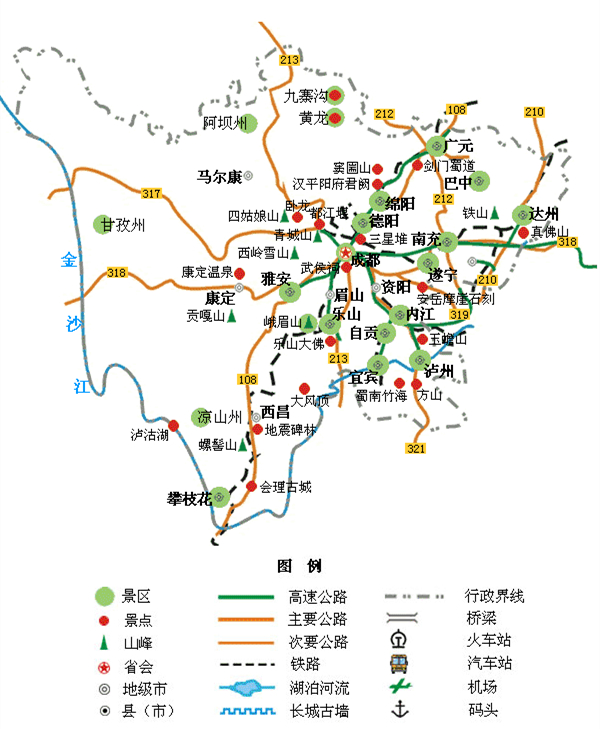 213
九寨沟
黄龙
阿坝州
212
108
210
广元
窦圌山
剑门蜀道
汉平阳府君阙
马尔康
巴中
317
绵阳
212
卧龙
四姑娘山
都江堰
德阳
铁山
达州
甘孜州
青城山
三星堆
南充
真佛山
318
西岭雪山
成都
金
沙
江
318
康定温泉
武侯祠
遂宁
210
康定
雅安
眉山
资阳
安岳摩崖石刻
贡嘎山
峨眉山
乐山
内江
319
自贡
乐山大佛
213
玉蟾山
108
宜宾
泸州
大风顶
蜀南竹海
方山
凉山州
西昌
泸沽湖
地震碑林
螺髻山
321
攀枝花
会理古城
图 例
景区
高速公路
行政界线
景点
主要公路
桥梁
山峰
次要公路
火车站
省会
铁路
汽车站
地级市
湖泊河流
机场
县（市）
长城古墙
码头